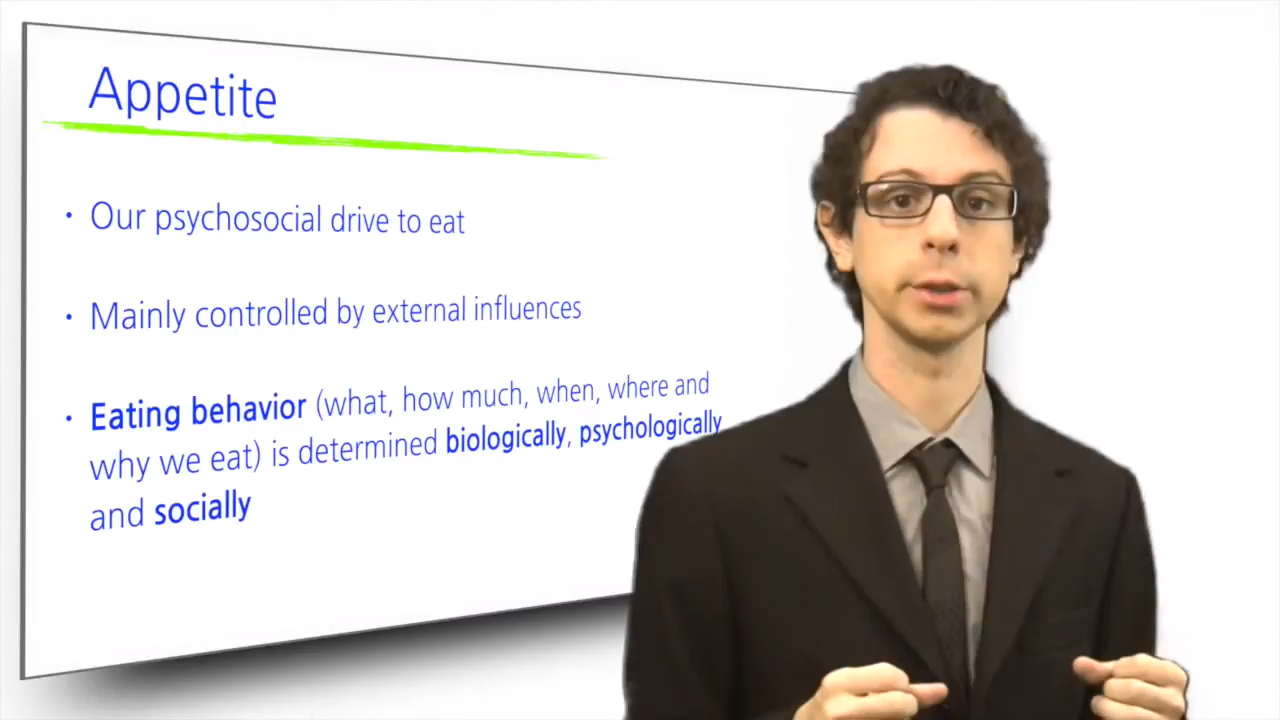 Appetite
• Our psychosocial drive to eat
• Mainly controlled by external influences
• Eating behavior (what, how much, when, where and
why we eat) is determined biologically, psychologically
and socially